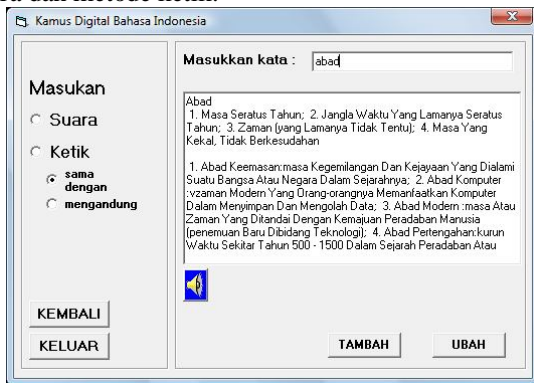 ra dan metode ketik.
Kamus Digital Bahasa Indonesia
Masukkan kata :
abad
Masukan
Suara
Ketik
sama
dengan
mengandung
Abad
1. Masa Seratus Tahun; 2. Jangla Waktu Yang Lamanya Seratus
Tahun; 3. Zaman (yang Lamanya Tidak Tentu); 4. Masa Yang
Kekal, Tidak Berkesudahan
1. Abad Keemasan:masa Kegemilangan Dan Kejayaan Yang Dialami
Suatu Bangsa Atau Negara Dalam Sejarahnya; 2. Abad Komputer
:vzaman Modern Yang Orang-orangnya Memanfaatkan Komputer
Dalam Menyimpan Dan Mengolah Data; 3. Abad Modern :masa Atau
Zaman Yang Ditandai Dengan Kemajuan Peradaban Manusia
(penemuan Baru Dibidang Teknologi); 4. Abad Pertengahan:kurun
Waktu Sekitar Tahun 500 - 1500 Dalam Sejarah Peradaban Atau
KEMBALI
KELUAR
TAMBAH
UBAH